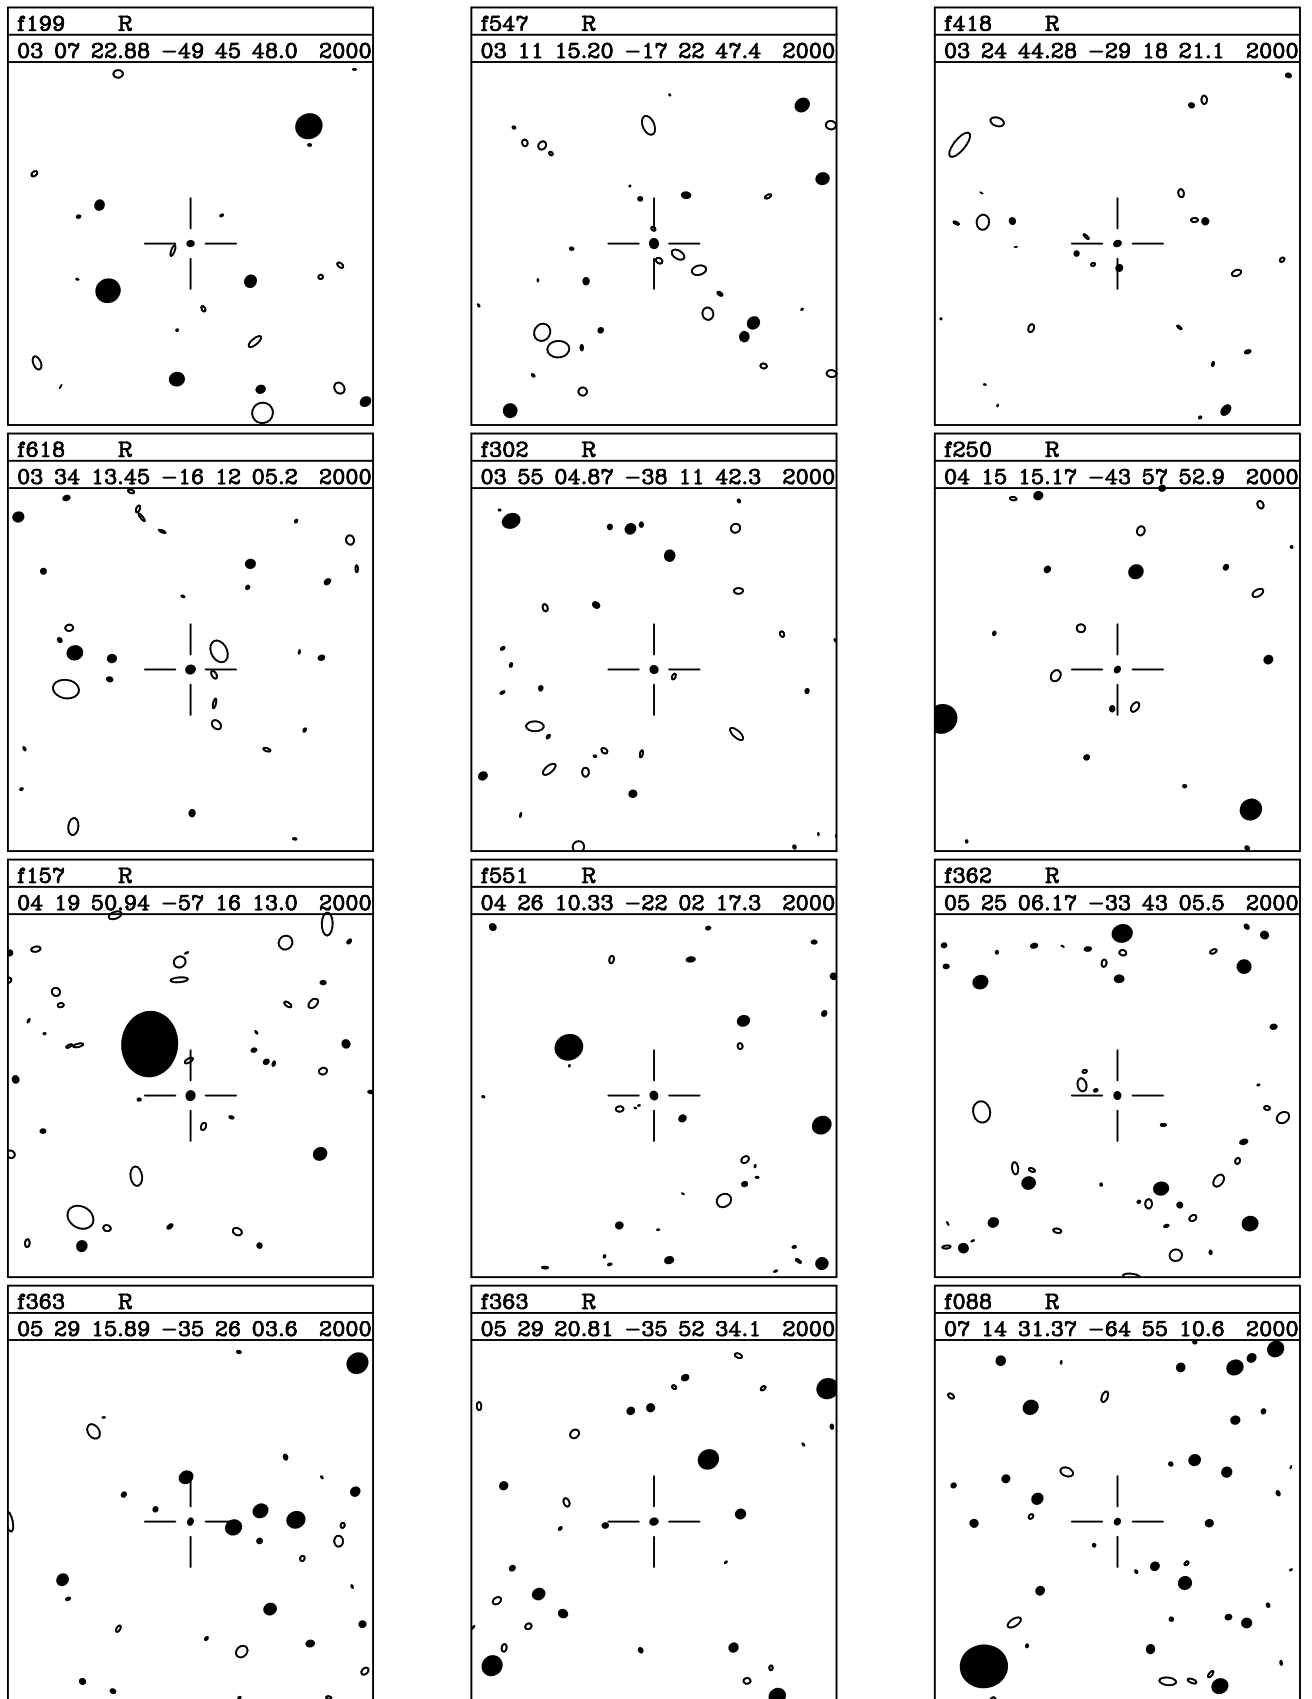 f199 R
03 07 22.88 −49 45 48.0 2000
f547 R
03 11 15.20 −17 22 47.4 2000
f418 R
03 24 44.28 −29 18 21.1 2000
f618 R
03 34 13.45 −16 12 05.2 2000
f302 R
03 55 04.87 −38 11 42.3 2000
f250 R
04 15 15.17 −43 57 52.9 2000
f157 R
04 19 50.94 −57 16 13.0 2000
f551 R
04 26 10.33 −22 02 17.3 2000
f362 R
05 25 06.17 −33 43 05.5 2000
f363 R
05 29 15.89 −35 26 03.6 2000
f363 R
05 29 20.81 −35 52 34.1 2000
f088 R
07 14 31.37 −64 55 10.6 2000